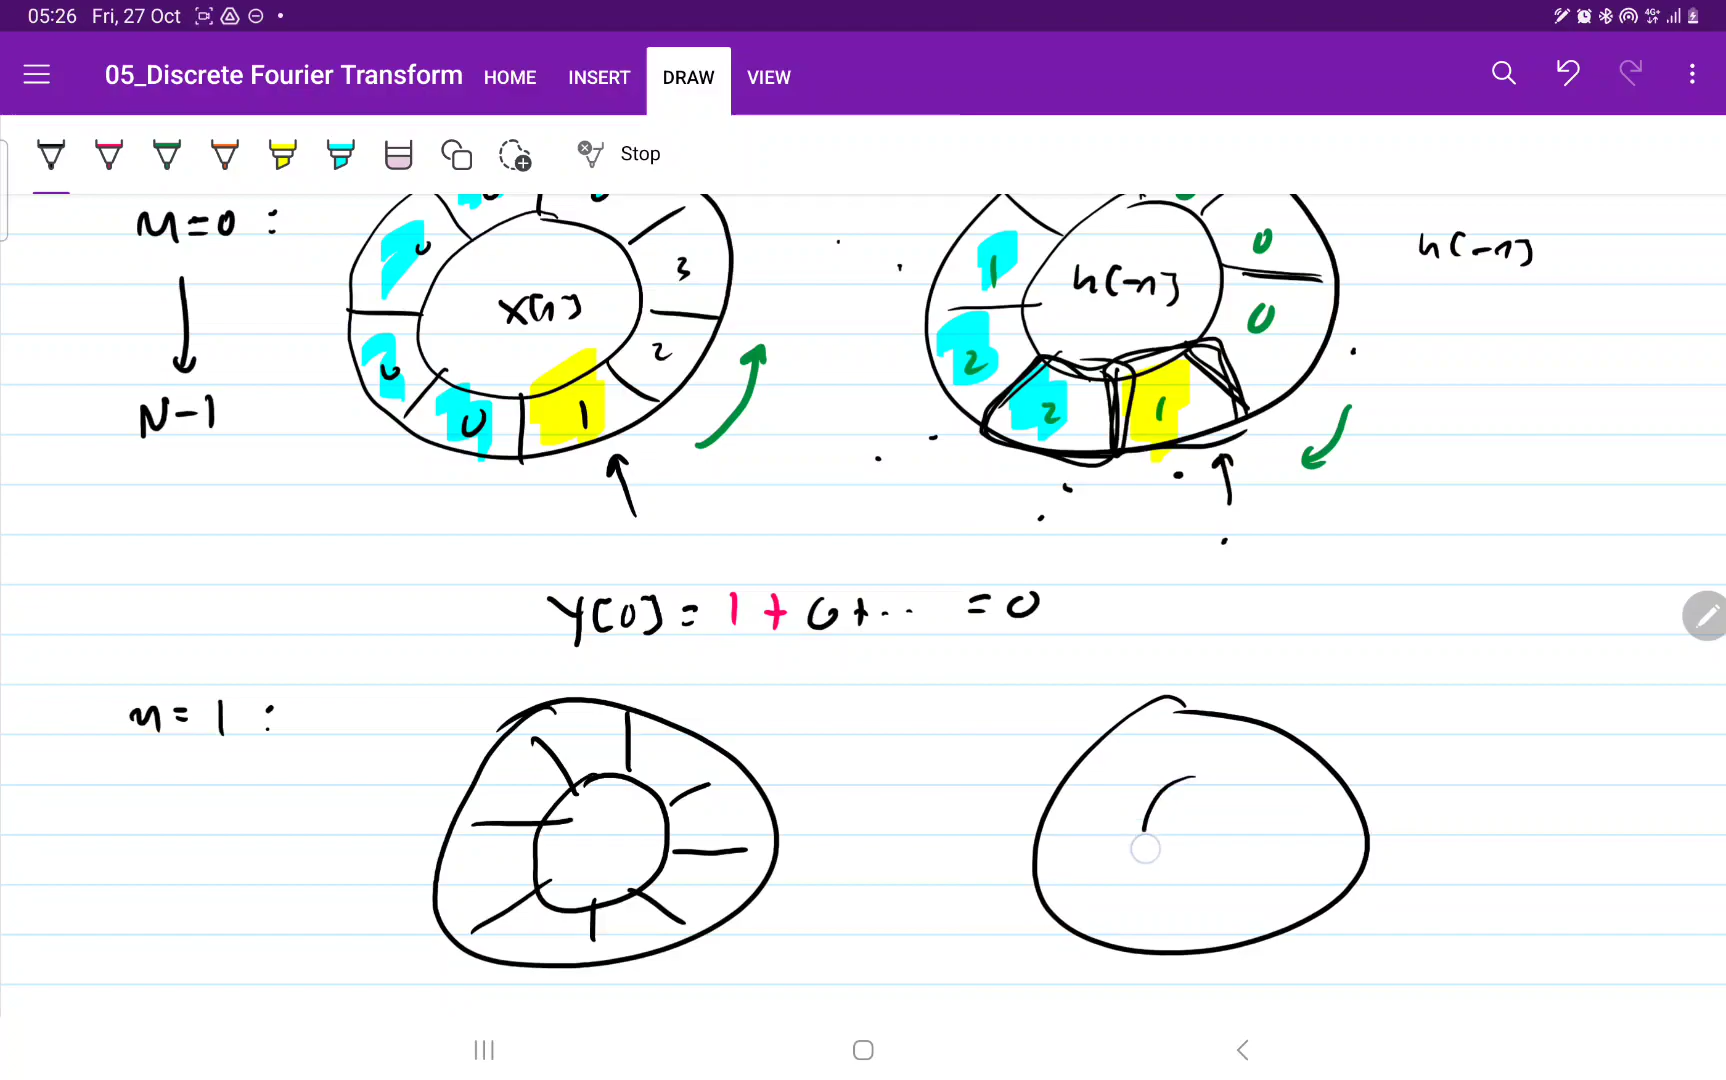 05:26 Fri, 27 Oct 4G+
05_Discrete Fourier Transform HOME INSERT DRAW VIEW
Stop
M=0 :
N-1
0 0 0 0 1 2 3
x[n]
1 2 2 1 0 0
h[-n]
h[-n]
Y[0] = 1 + 0 + .. = 0
n = 1 :